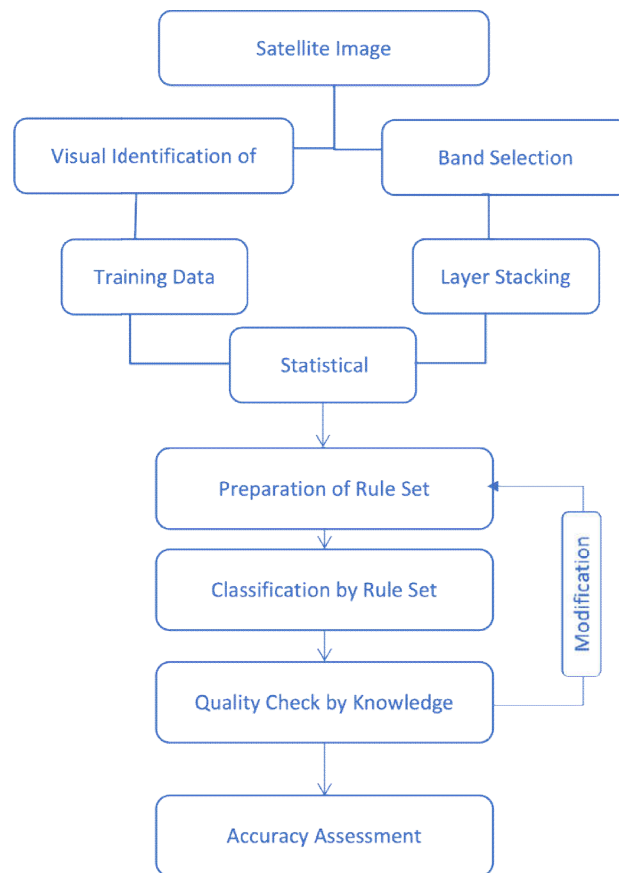 Satellite Image
Visual Identification of
Band Selection
Training Data
Layer Stacking
Statistical
Preparation of Rule Set
Classification by Rule Set
Modification
Quality Check by Knowledge
Accuracy Assessment